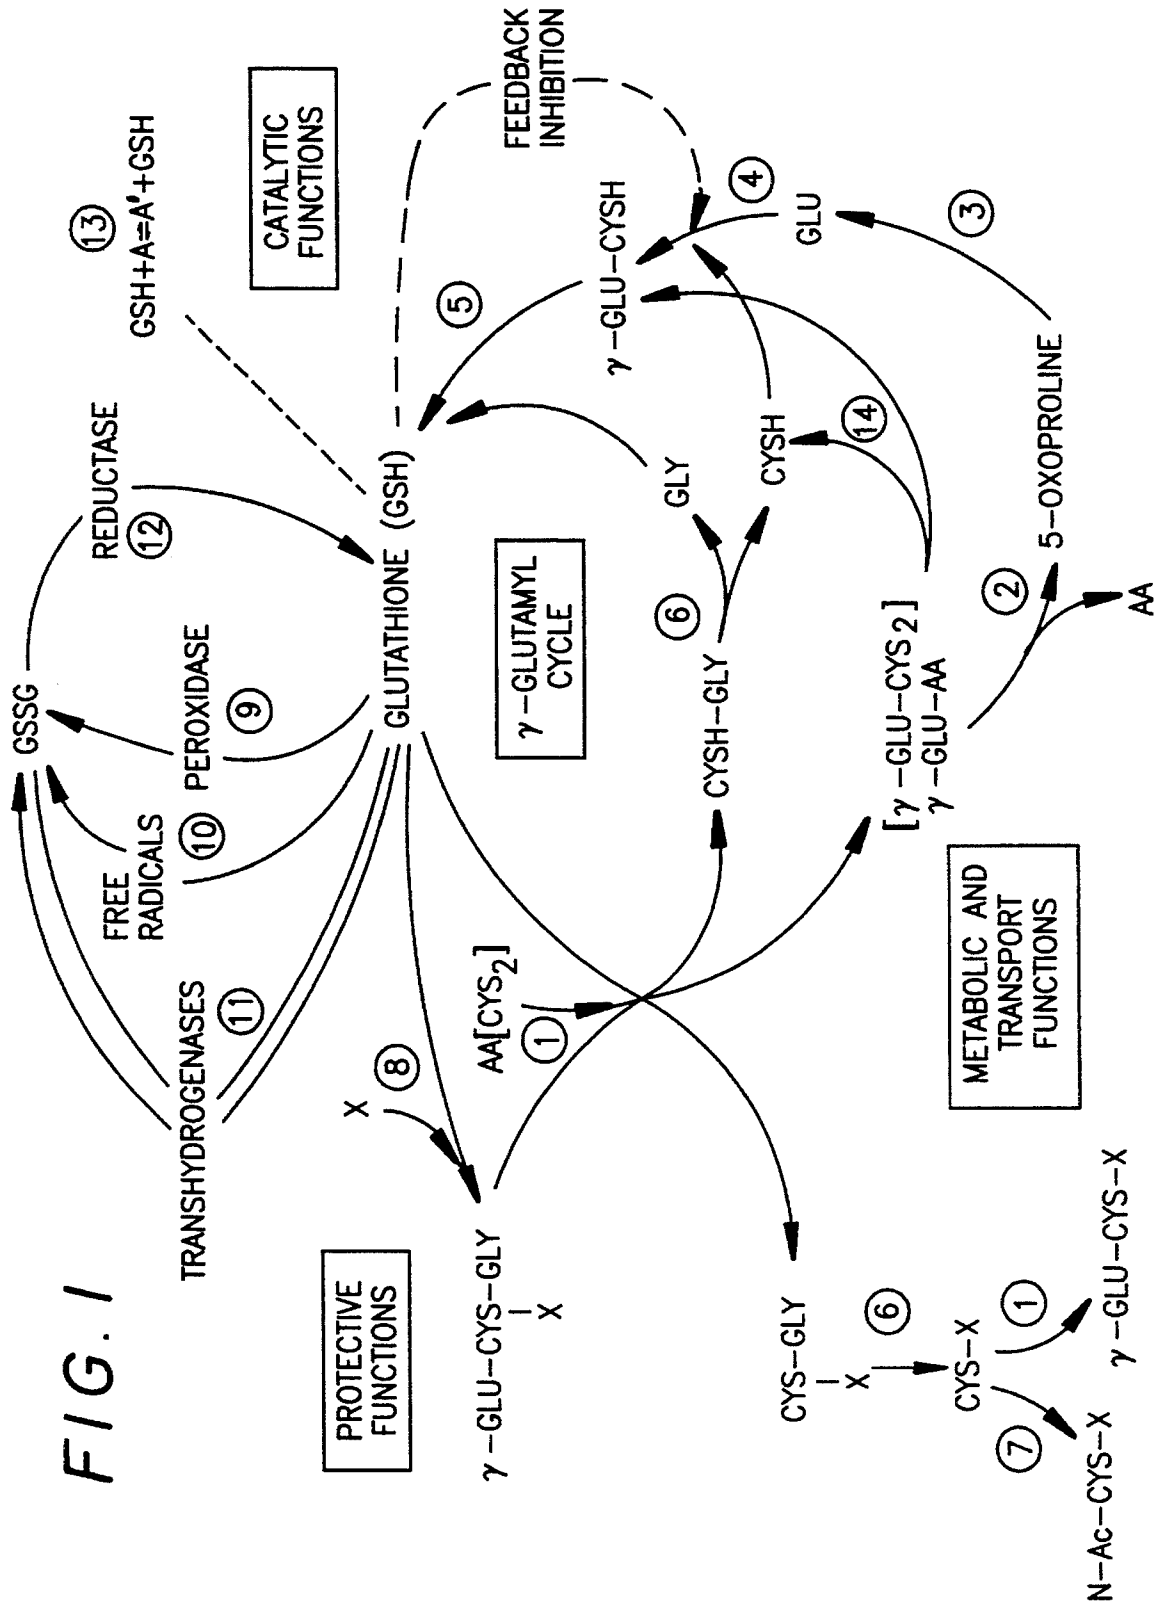 FIG. 1
GSSG
TRANSHYDROGENASES
11
FREE
RADICALS
10
PEROXIDASE
9
REDUCTASE
12
13
GSH+A=A'+GSH
CATALYTIC
FUNCTIONS
PROTECTIVE
FUNCTIONS
X
8
GLUTATHIONE (GSH)
5
FEEDBACK
INHIBITION
γ-GLU-CYS-GLY
X
AA[CYS2]
1
γ-GLUTAMYL
CYCLE
γ-GLU-CYSH
4
GLY
6
CYSH-GLY
CYSH
GLU
14
3
CYS-GLY
X
6
[γ-GLU-CYS2]
γ-GLU-AA
2
5-OXOPROLINE
AA
METABOLIC AND
TRANSPORT
FUNCTIONS
CYS-X
7
1
N-Ac-CYS-X
γ-GLU-CYS-X